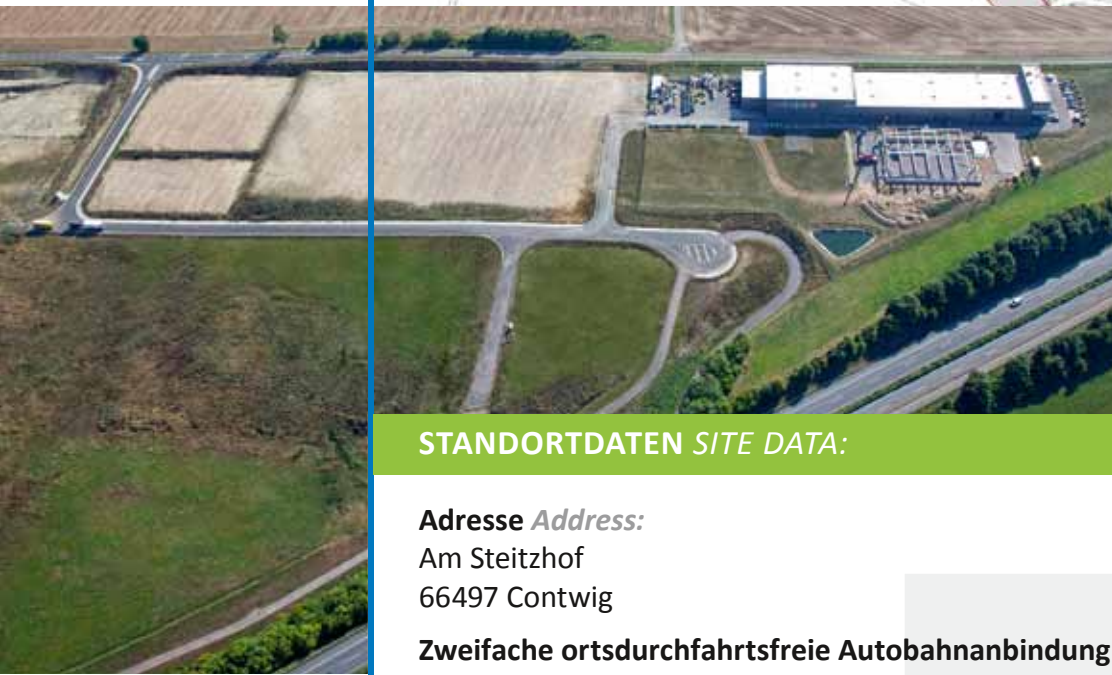 STANDORTDATEN SITE DATA:
Adresse Address:
Am Steitzhof
66497 Contwig
Zweifache ortsdurchfahrtsfreie Autobahnanbindung